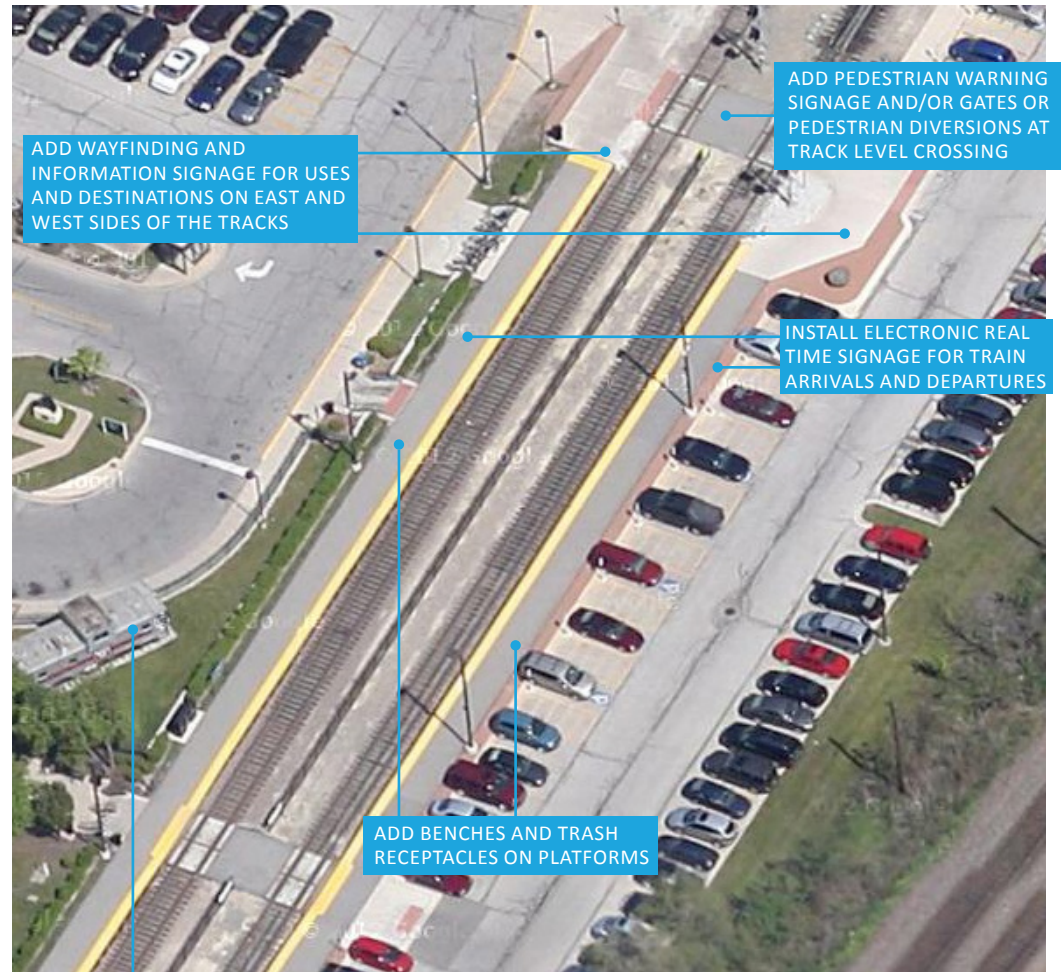 ADD PEDESTRIAN WARNING
SIGNAGE AND/OR GATES OR
PEDESTRIAN DIVERSIONS AT
TRACK LEVEL CROSSING
ADD WAYFINDING AND
INFORMATION SIGNAGE FOR USES
AND DESTINATIONS ON EAST AND
WEST SIDES OF THE TRACKS
INSTALL ELECTRONIC REAL
TIME SIGNAGE FOR TRAIN
ARRIVALS AND DEPARTURES
ADD BENCHES AND TRASH
RECEPTACLES ON PLATFORMS